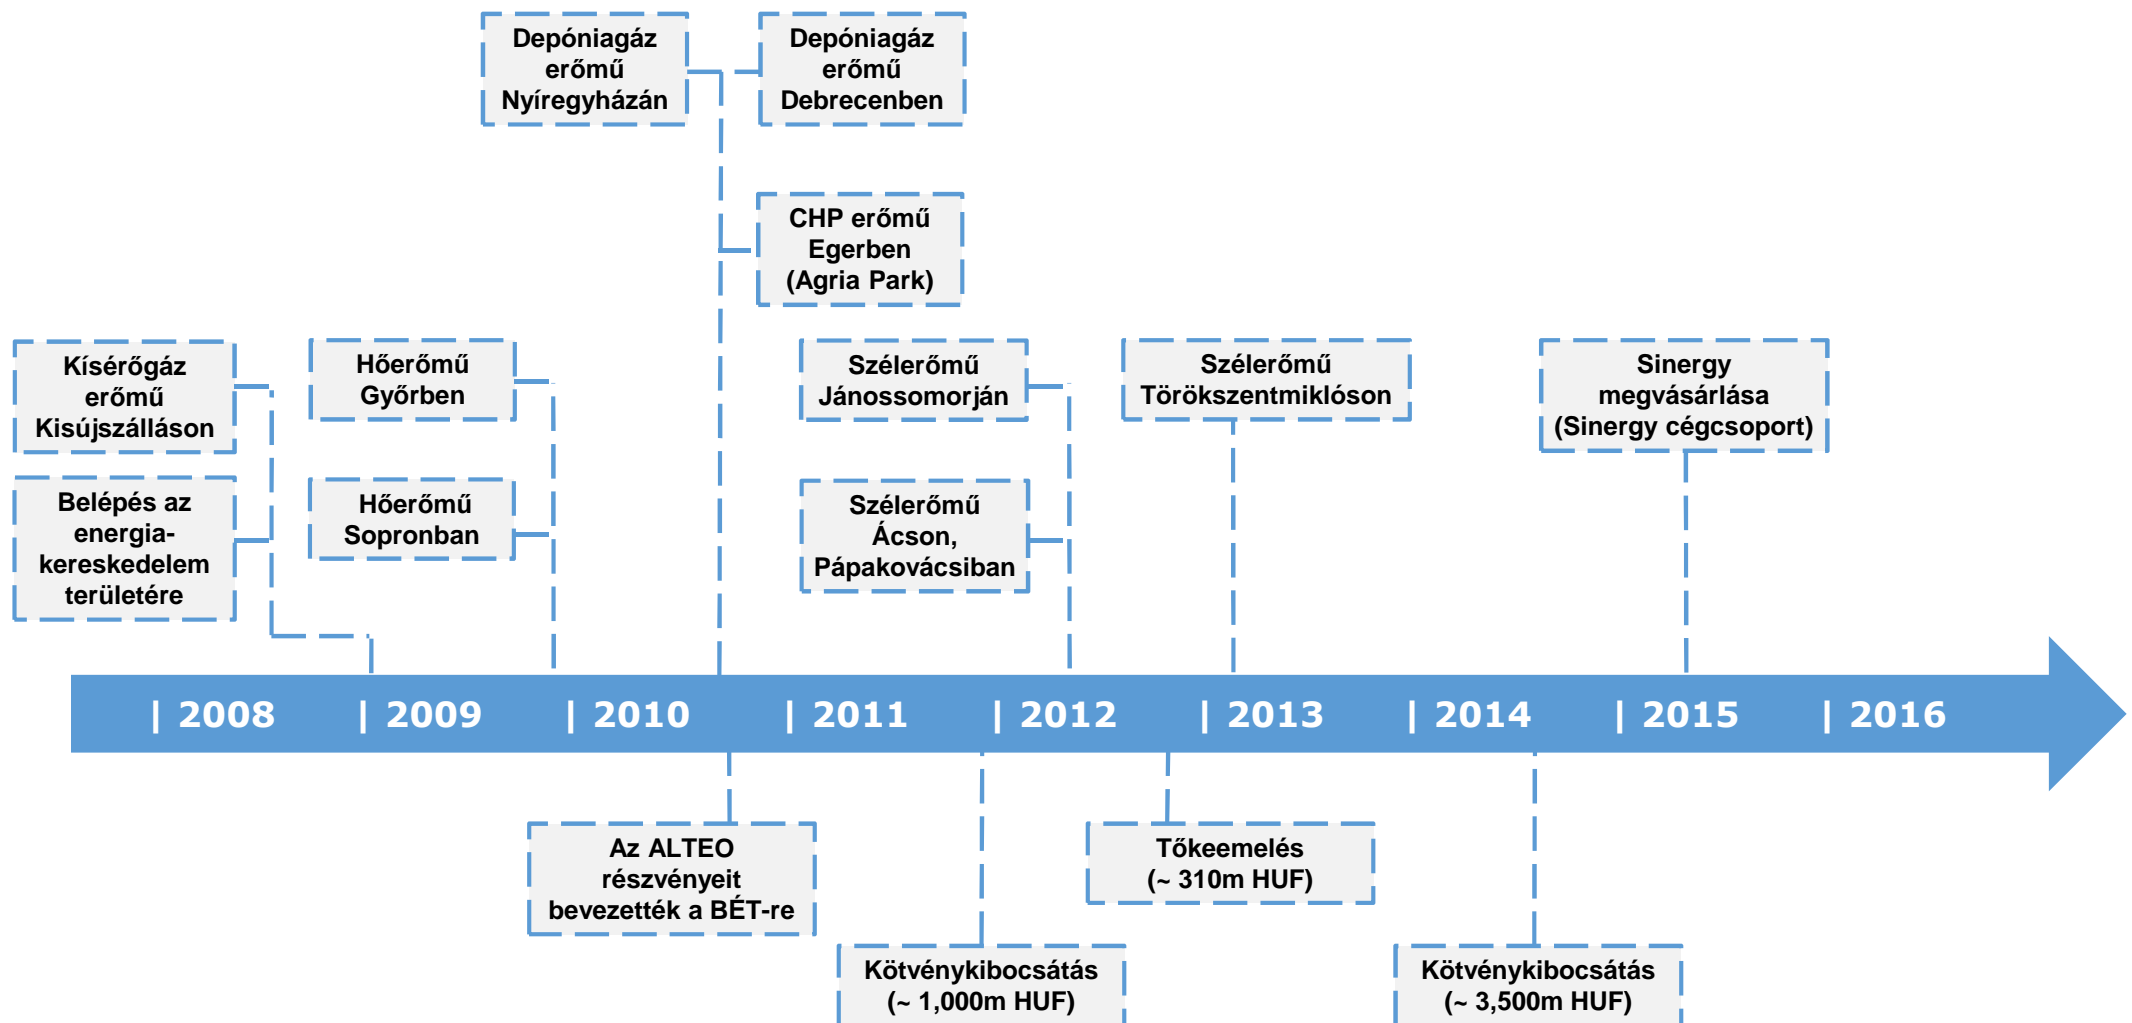 Depóniagáz
erőmű
Nyíregyházán
Depóniagáz
erőmű
Debrecenben
CHP erőmű
Egerben
(Agria Park)
Kísérőgáz
erőmű
Kisújszálláson
Hőerőmű
Győrben
Szélerőmű
Jánossomorján
Szélerőmű
Törökszentmiklóson
Sinergy
megvásárlása
(Sinergy cégcsoport)
Belépés az
energia-
kereskedelem
területére
Hőerőmű
Sopronban
Szélerőmű
Ácson,
Pápakovácsiban
| 2008 | 2009 | 2010 | 2011 | 2012 | 2013 | 2014 | 2015 | 2016
Az ALTEO
részvényeit
bevezették a BÉT-re
Tőkeemelés
(~ 310m HUF)
Kötvénykibocsátás
(~ 1,000m HUF)
Kötvénykibocsátás
(~ 3,500m HUF)